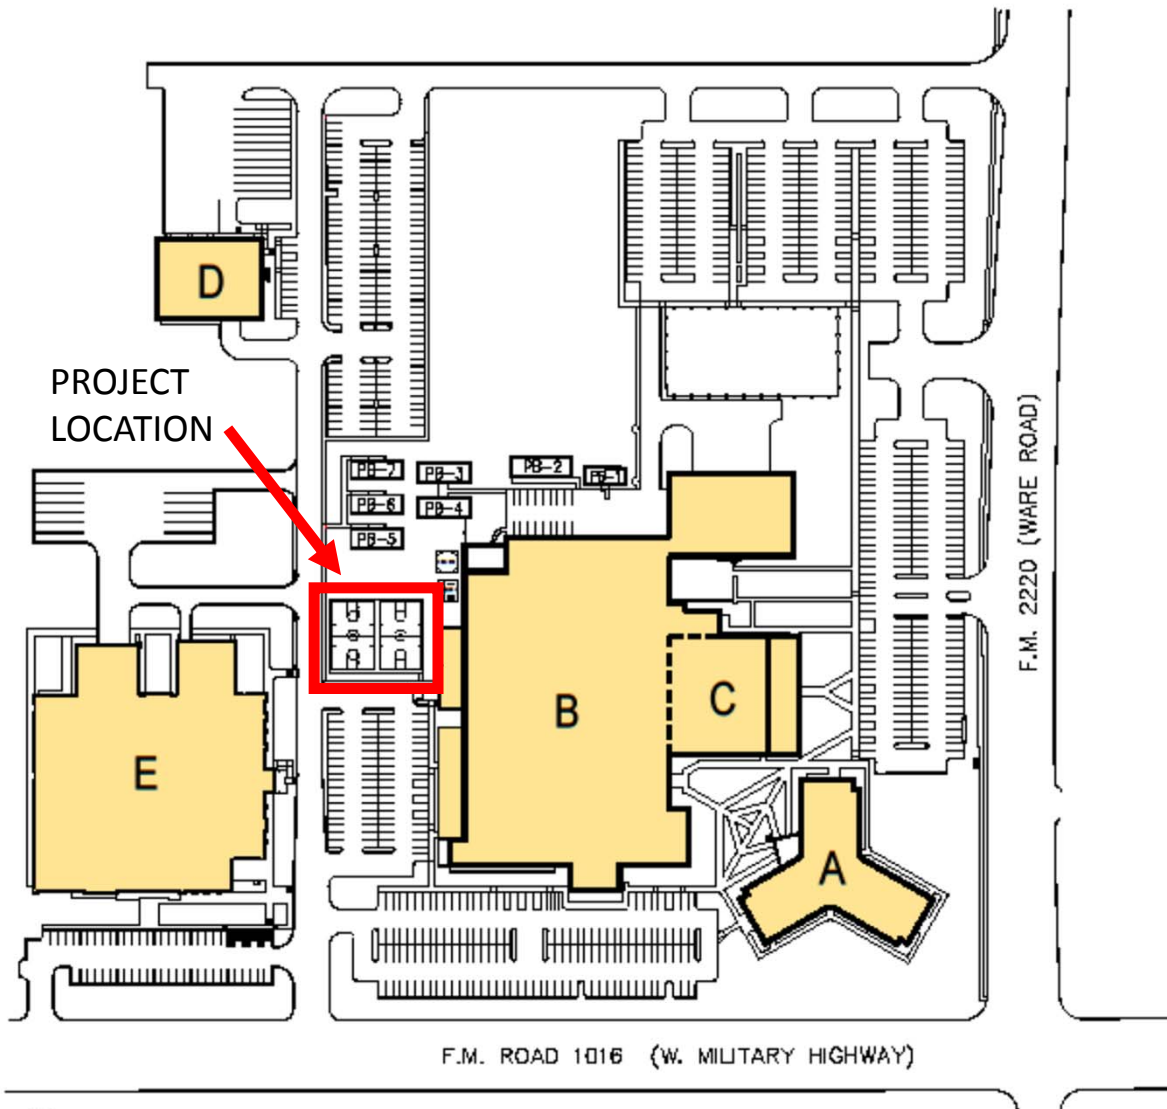 D
PROJECT
LOCATION
PB-7
PB-3
PB-2
PB-1
PB-6
PB-4
PB-5
F.M. 2220 (WARE ROAD)
B
C
E
A
F.M. ROAD 1016 (W. MILITARY HIGHWAY)